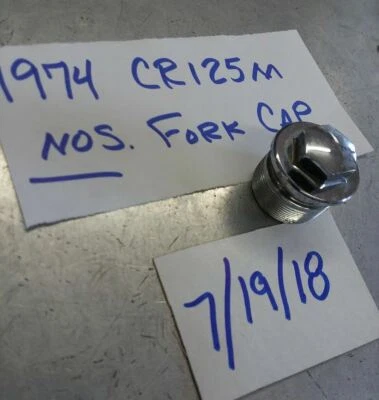 1974 CR125M
NOS. FORK CAP
7/19/18